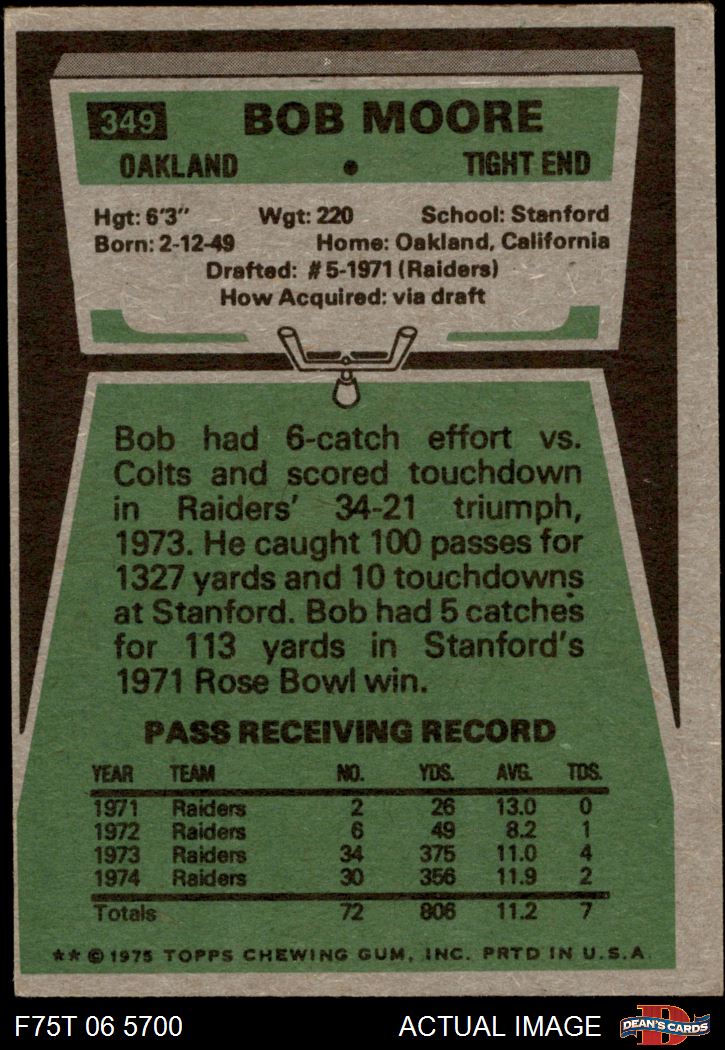 349 BOB MOORE
OAKLAND • TIGHT END
Hgt: 6'3" Wgt: 220 School: Stanford
Born: 2-12-49 Home: Oakland, California
Drafted: #5-1971 (Raiders)
How Acquired: via draft
Bob had 6-catch effort vs.
Colts and scored touchdown
in Raiders' 34-21 triumph,
1973. He caught 100 passes for
1327 yards and 10 touchdowns
at Stanford. Bob had 5 catches
for 113 yards in Stanford's
1971 Rose Bowl win.
PASS RECEIVING RECORD
YEAR TEAM NO. YDS. AVG. TDS.
1971 Raiders 2 26 13.0 0
1972 Raiders 6 49 8.2 1
1973 Raiders 34 375 11.0 4
1974 Raiders 30 356 11.9 2
Totals 72 806 11.2 7
** © 1975 TOPPS CHEWING GUM, INC. PRTD IN U.S.A.
F75T 06 5700 ACTUAL IMAGE D DEAN'S CARDS